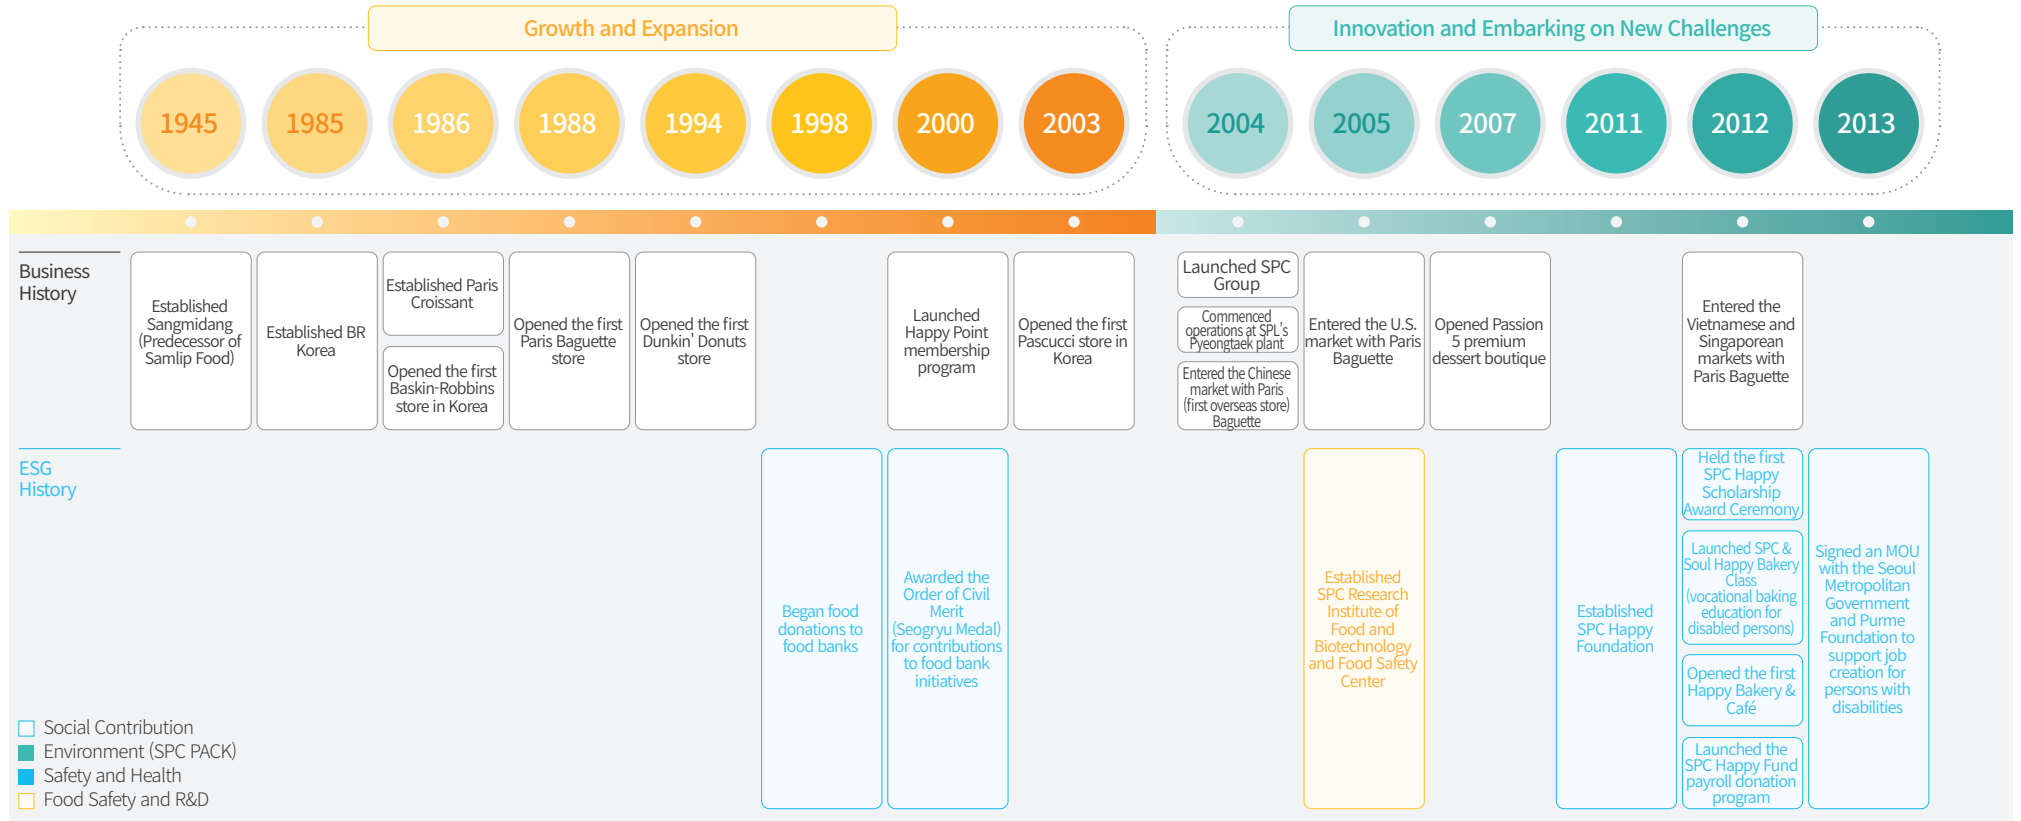 Growth and Expansion
Innovation and Embarking on New Challenges
1945
1985
1986
1988
1994
1998
2000
2003
2004
2005
2007
2011
2012
2013
Business
History
Established
Sangmidang
(Predecessor of
Samlip Food)
Established BR
Korea
Established Paris
Croissant
Opened the first
Baskin-Robbins
store in Korea
Opened the first
Paris Baguette
store
Opened the first
Dunkin' Donuts
store
Launched
Happy Point
membership
program
Opened the first
Pascucci store in
Korea
Launched SPC
Group
Commenced
operations at SPL's
Pyeongtaek plant
Entered the Chinese
market with Paris
(first overseas store)
Baguette
Entered the U.S.
market with Paris
Baguette
Opened Passion
5 premium
dessert boutique
Entered the
Vietnamese and
Singaporean
markets with
Paris Baguette
ESG
History
Began food
donations to
food banks
Awarded the
Order of Civil
Merit
(Seogryu Medal)
for contributions
to food bank
initiatives
Established
SPC Research
Institute of
Food and
Biotechnology
and Food Safety
Center
Established
SPC Happy
Foundation
Held the first
SPC Happy
Scholarship
Award Ceremony
Launched SPC &
Soul Happy Bakery
Class
(vocational baking
education for
disabled persons)
Opened the first
Happy Bakery &
Café
Launched the
SPC Happy Fund
payroll donation
program
Signed an MOU
with the Seoul
Metropolitan
Government
and Purme
Foundation to
support job
creation for
persons with
disabilities
Social Contribution
Environment (SPC PACK)
Safety and Health
Food Safety and R&D